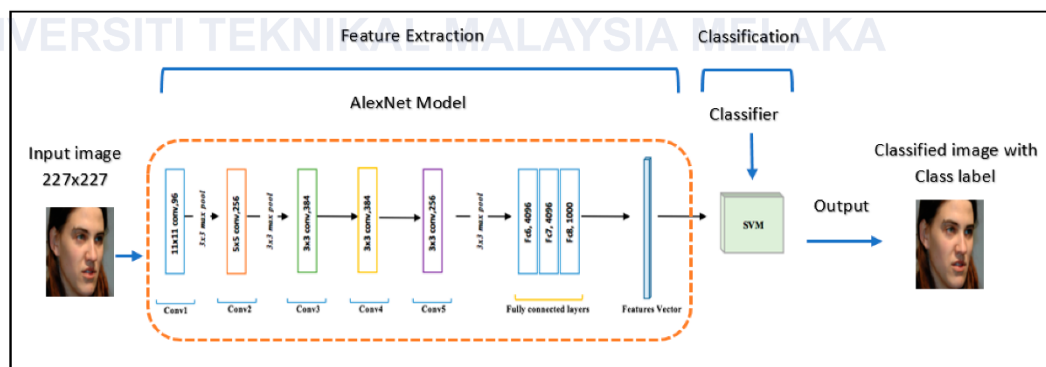 IVERSITI TEKNIKAL MALAYSIA MELAKA
Feature Extraction
Classification
AlexNet Model
Classifier
Input image
227x227
11x11 conv,96
3x3 max pool
5x5 conv,256
3x3 max pool
3x3 conv,384
3x3 conv,384
3x3 conv,256
3x3 max pool
Fc6, 4096
Fc7, 4096
Fc8, 1000
SVM
Output
Classified image with
Class label
Conv1
Conv2
Conv3
Conv4
Conv5
Fully connected layers
Features Vector